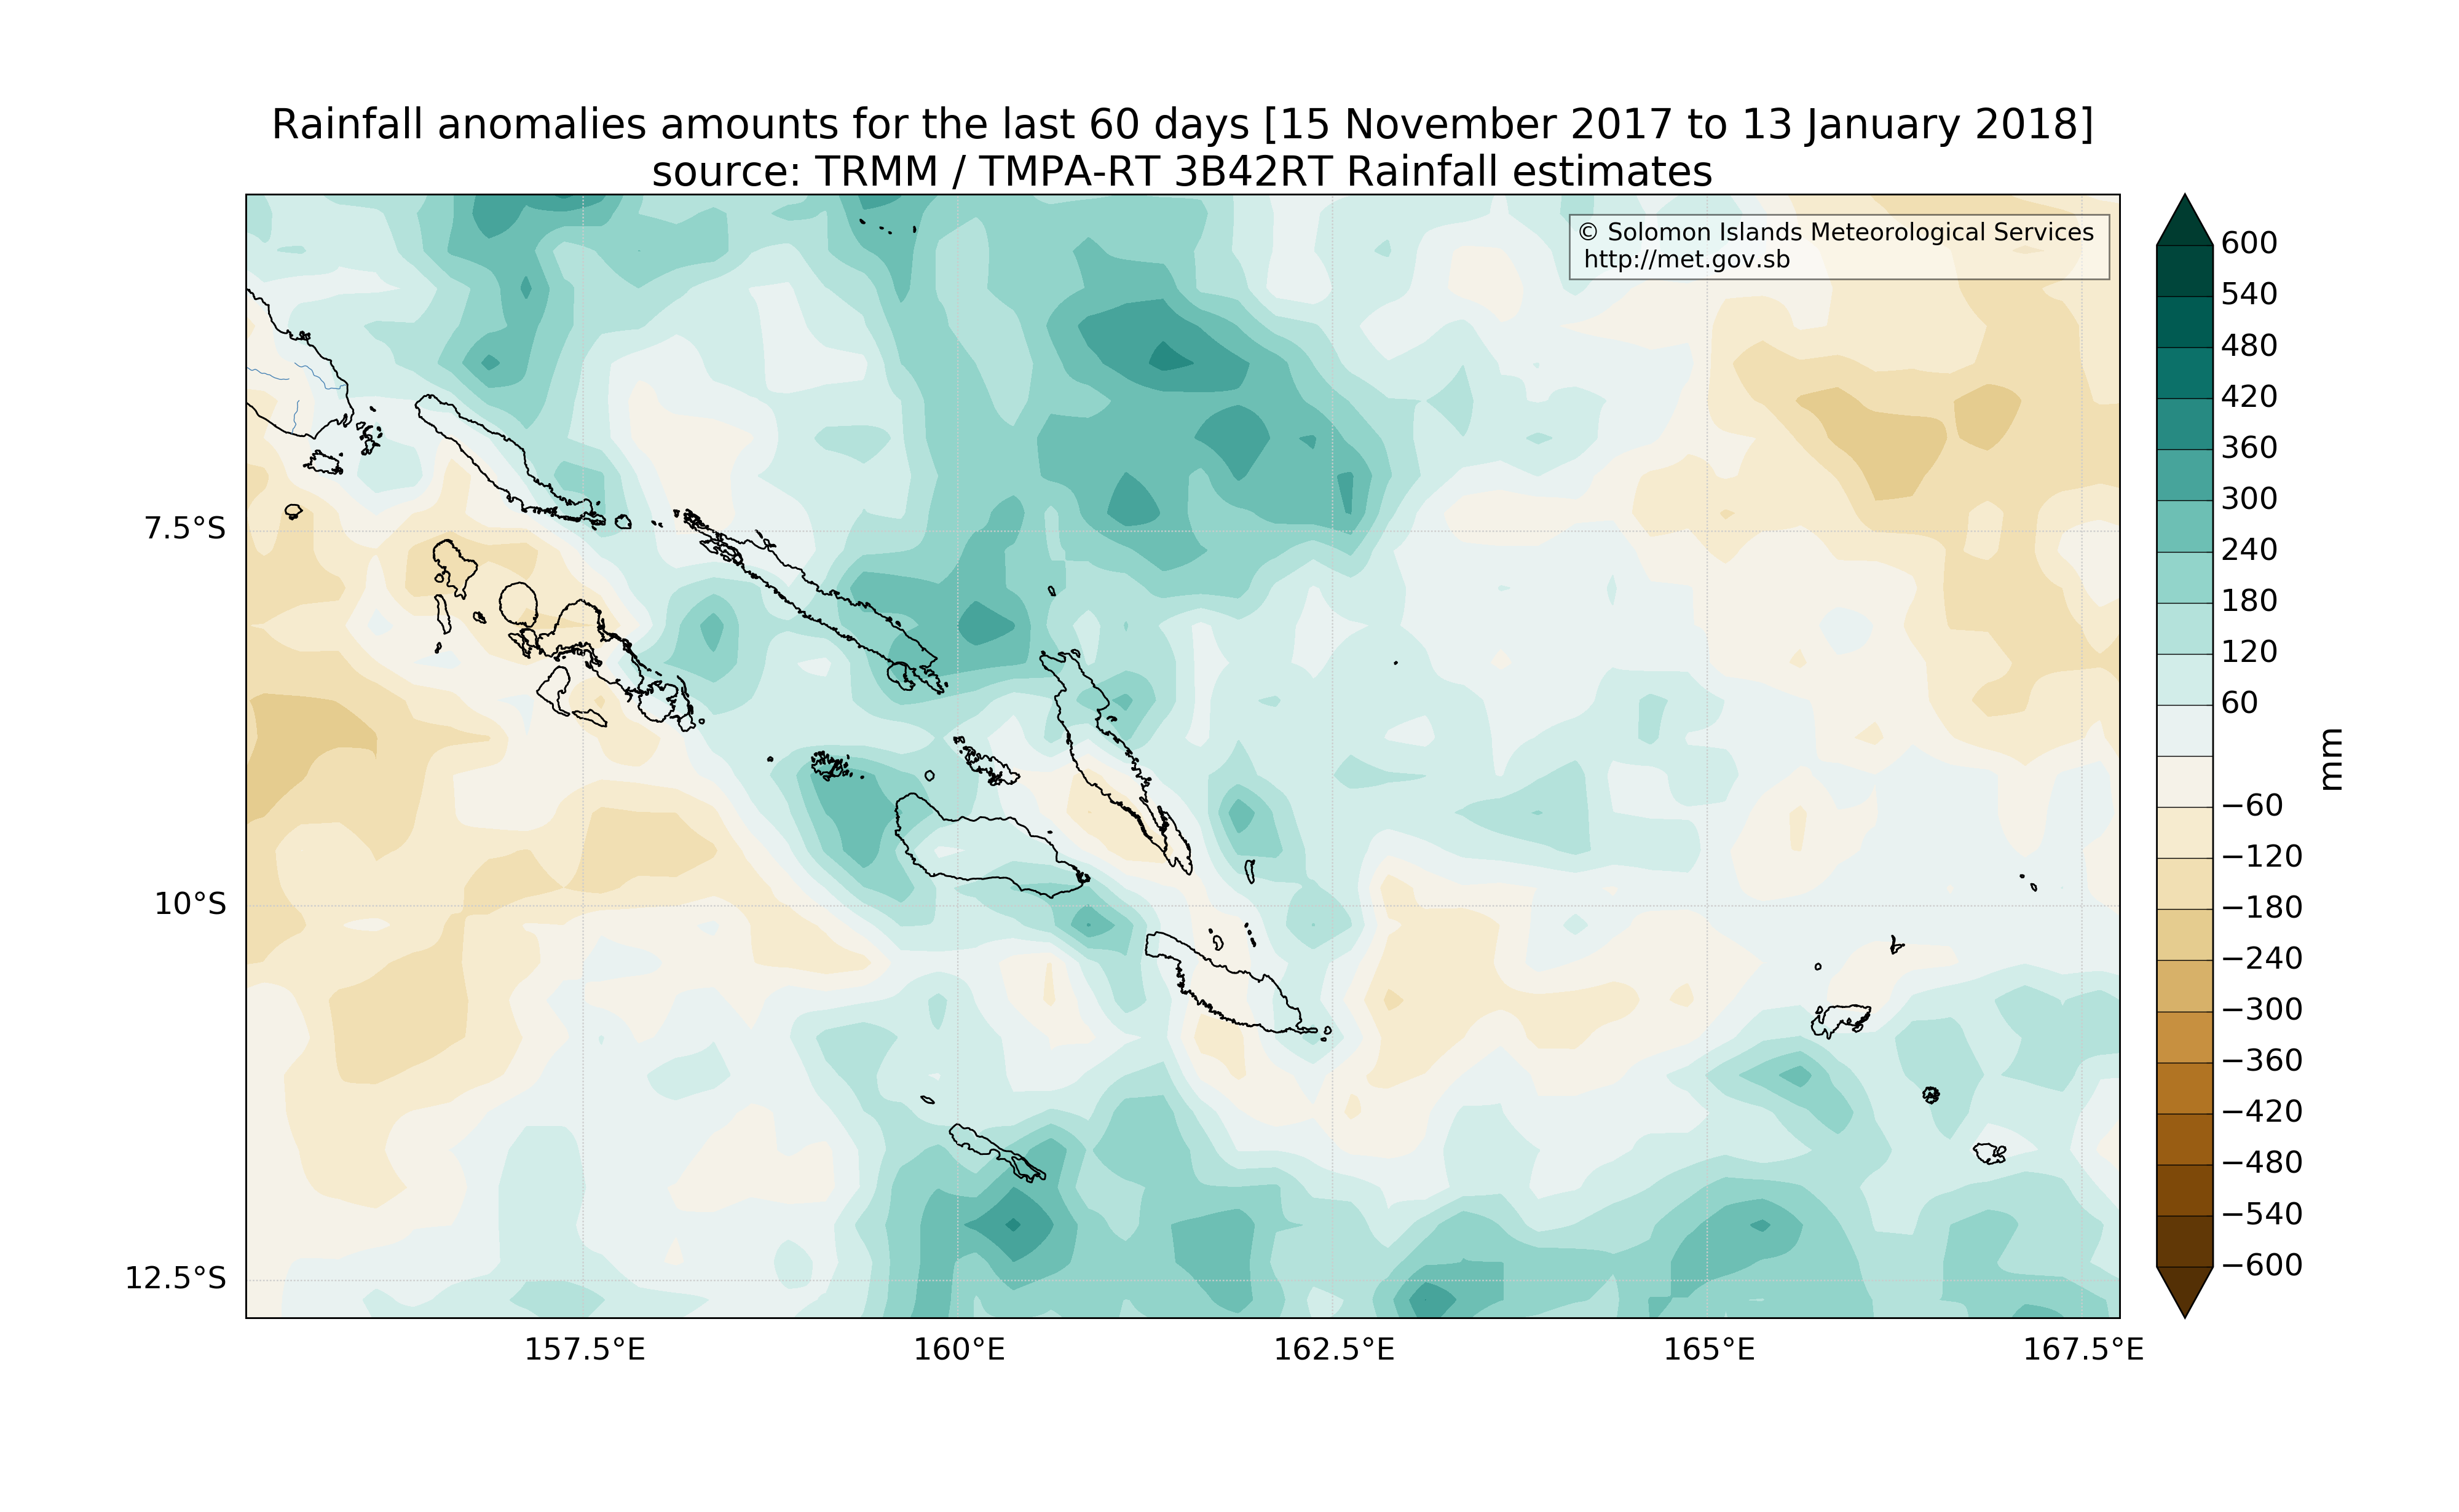 Rainfall anomalies amounts for the last 60 days [15 November 2017 to 13 January 2018]
source: TRMM / TMPA-RT 3B42RT Rainfall estimates
© Solomon Islands Meteorological Services
http://met.gov.sb
7.5°S
10°S
12.5°S
157.5°E
160°E
162.5°E
165°E
167.5°E
600
540
480
420
360
300
240
180
120
60
−60
−120
−180
−240
−300
−360
−420
−480
−540
−600
mm